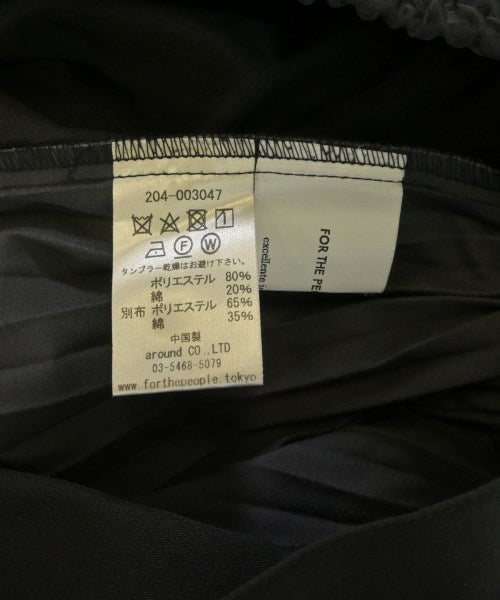 204-003047
タンブラー乾燥はお避け下さい。
ポリエステル 80%
綿 20%
別布 ポリエステル 65%
綿 35%
中国製
around CO.,LTD
03-5468-5079
www.forthepeople.tokyo
FOR THE
excellente